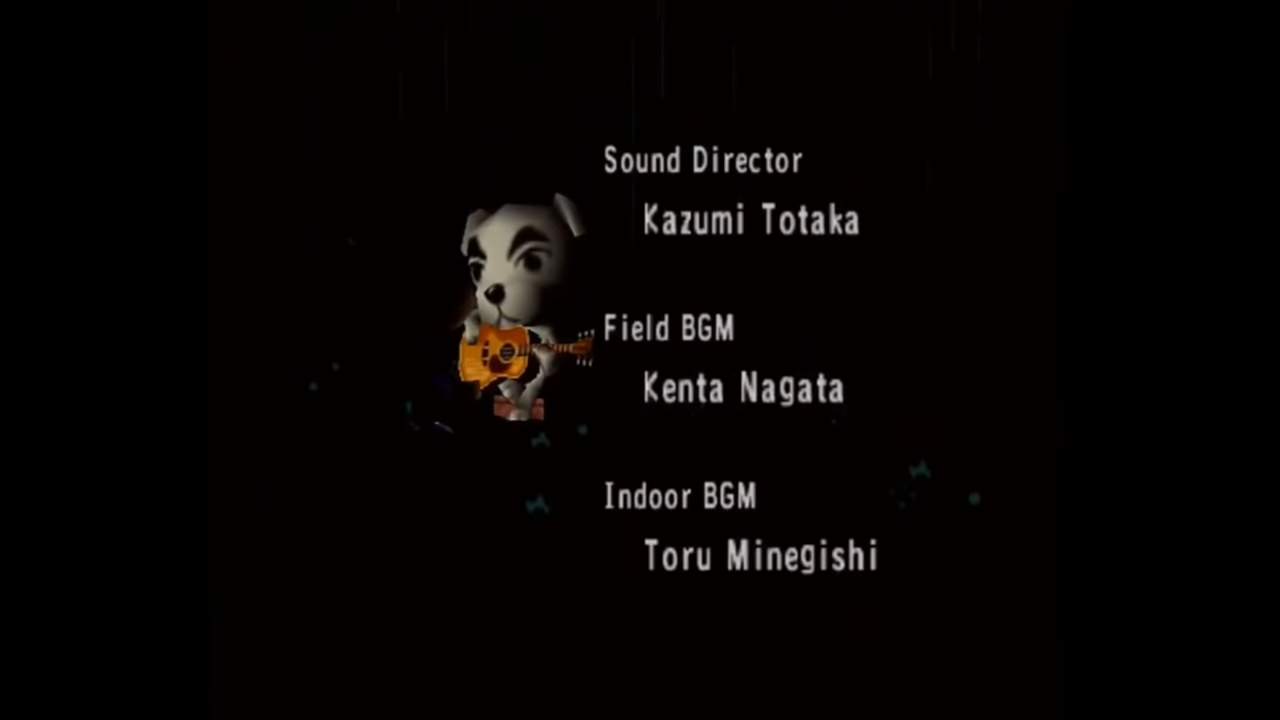 Sound Director
Kazumi Totaka
Field BGM
Kenta Nagata
Indoor BGM
Toru Minegishi